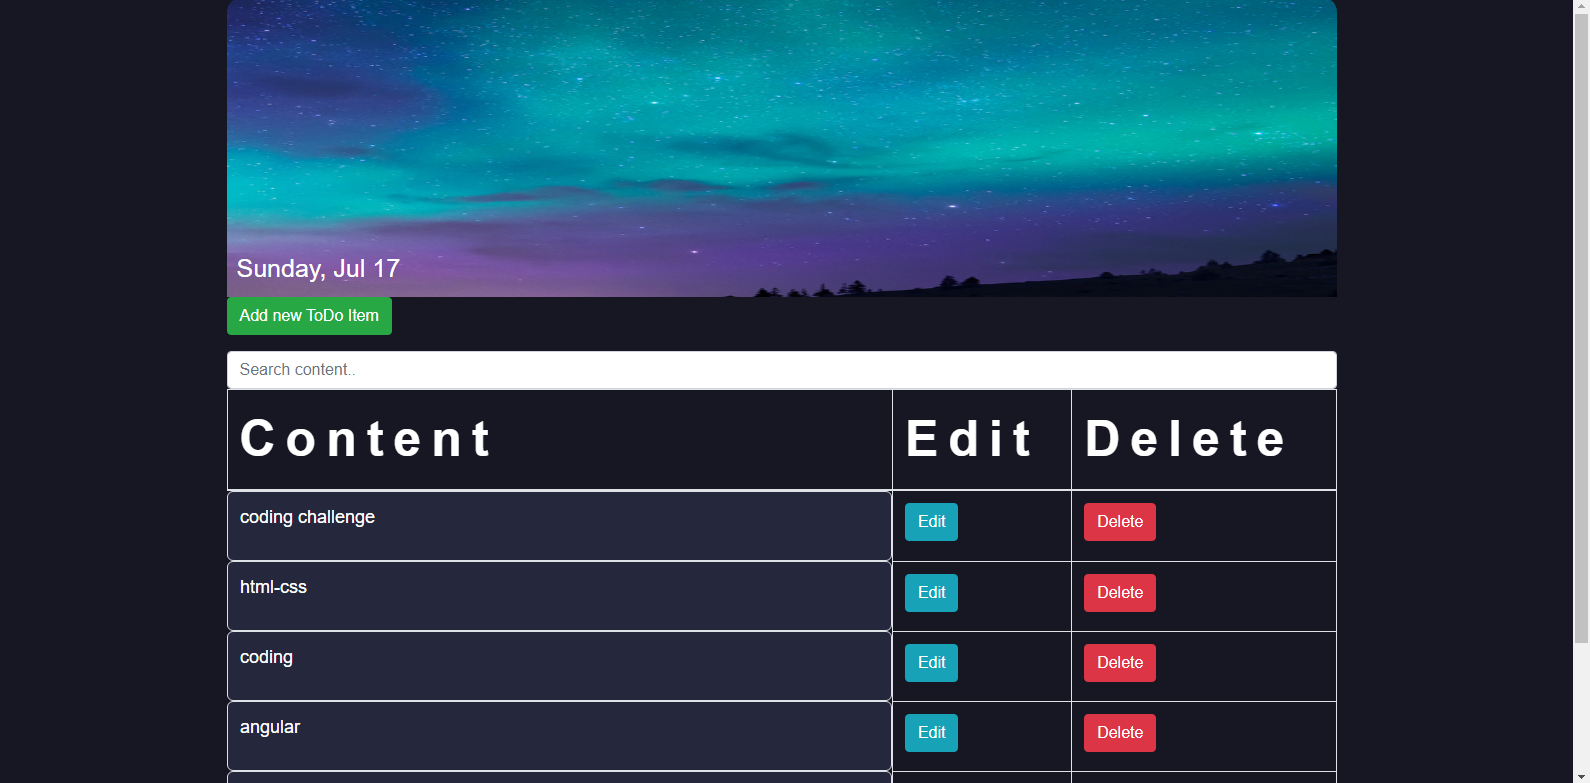 Sunday, Jul 17
Add new ToDo Item
Search content..
Content Edit Delete
coding challenge Edit Delete
html-css Edit Delete
coding Edit Delete
angular Edit Delete